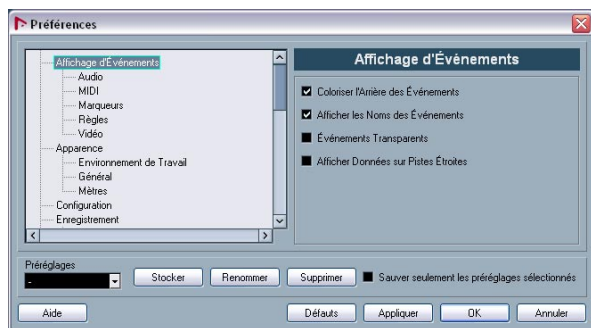 Préférences
Affichage d'Événements
Audio
MIDI
Marqueurs
Règles
Vidéo
Apparence
Environnement de Travail
Général
Mètres
Configuration
Enregistrement
Affichage d'Événements
Coloriser l'Arrière des Événements
Afficher les Noms des Événements
Événements Transparents
Afficher Données sur Pistes Étroites
Préréglages
-
Stocker
Renommer
Supprimer
Sauver seulement les préréglages sélectionnés
Aide
Défauts
Appliquer
OK
Annuler